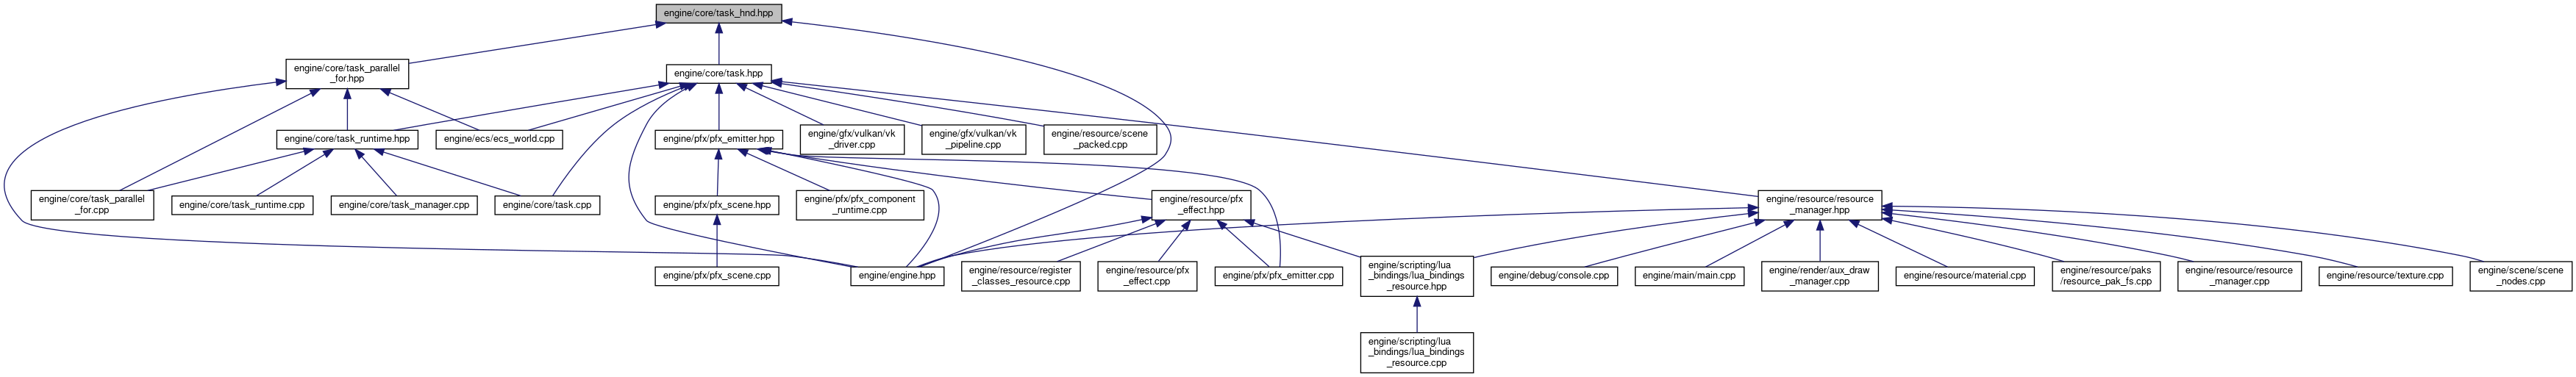 engine/core/task_hnd.hpp
engine/core/task_parallel
_for.hpp
engine/core/task.hpp
engine/core/task_runtime.hpp
engine/ecs/ecs_world.cpp
engine/pfx/pfx_emitter.hpp
engine/gfx/vulkan/vk
_driver.cpp
engine/gfx/vulkan/vk
_pipeline.cpp
engine/resource/scene
_packed.cpp
engine/core/task_parallel
_for.cpp
engine/core/task_runtime.cpp
engine/core/task_manager.cpp
engine/core/task.cpp
engine/pfx/pfx_scene.hpp
engine/pfx/pfx_component
_runtime.cpp
engine/resource/pfx
_effect.hpp
engine/resource/resource
_manager.hpp
engine/pfx/pfx_scene.cpp
engine/engine.hpp
engine/resource/register
_classes_resource.cpp
engine/resource/pfx
_effect.cpp
engine/pfx/pfx_emitter.cpp
engine/scripting/lua
_bindings/lua_bindings
_resource.hpp
engine/debug/console.cpp
engine/main/main.cpp
engine/render/aux_draw
_manager.cpp
engine/resource/material.cpp
engine/resource/paks
/resource_pak_fs.cpp
engine/resource/resource
_manager.cpp
engine/resource/texture.cpp
engine/scene/scene
_nodes.cpp
engine/scripting/lua
_bindings/lua_bindings
_resource.cpp